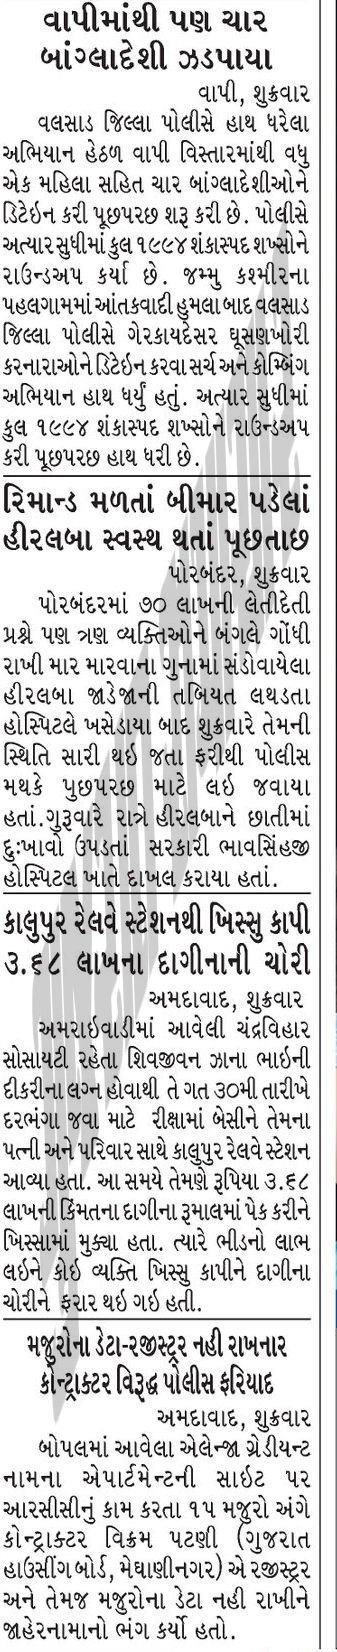 વાપીમાંથી પણ ચાર
બાંગ્લાદેશી ઝડપાયા
વાપી, શુક્રવાર
વલસાડ જિલ્લા પોલીસે હાથ ધરેલા
અભિયાન હેઠળ વાપી વિસ્તારમાંથી વધુ
એક મહિલા સહિત ચાર બાંગ્લાદેશીઓને
ડિટેઇન કરી પૂછપરછ શરૂ કરી છે. પોલીસે
અત્યાર સુધીમાં કુલ ૧૯૯૪ શંકાસ્પદ શખ્સોને
રાઉન્ડઅપ કર્યા છે. જમ્મુ કશ્મીરના
પહલગામમાં આંતકવાદી હુમલા બાદ વલસાડ
જિલ્લા પોલીસે ગેરકાયદેસર ઘૂસણખોરી
કરનારાઓને ડિટેઇન કરવા સર્ચ અને કોમ્બિંગ
અભિયાન હાથ ધર્યું હતું. અત્યાર સુધીમાં
કુલ ૧૯૯૪ શંકાસ્પદ શખ્સોને રાઉન્ડઅપ
કરી પૂછપરછ હાથ ધરી છે.
રિમાન્ડ મળતાં બીમાર પડેલાં
હીરલબા સ્વસ્થ થતાં પૂછતાછ
પોરબંદર, શુક્રવાર
પોરબંદરમાં ૭૦ લાખની લેતીદેતી
પ્રશ્ને પણ ત્રણ વ્યક્તિઓને બંગલે ગોંધી
રાખી માર મારવાના ગુનામાં સંડોવાયેલા
હીરલબા જાડેજાની તબિયત લથડતા
હોસ્પિટલે ખસેડાયા બાદ શુક્રવારે તેમની
સ્થિતિ સારી થઇ જતા ફરીથી પોલીસ
મથકે પુછપરછ માટે લઇ જવાયા
હતાં.ગુરૂવારે રાત્રે હીરલબાને છાતીમાં
દુઃખાવો ઉપડતાં સરકારી ભાવસિંહજી
હોસ્પિટલ ખાતે દાખલ કરાયા હતાં.
કાલુપુર રેલવે સ્ટેશનથી ખિસ્સુ કાપી
૩.૬૮ લાખના દાગીનાની ચોરી
અમદાવાદ, શુક્રવાર
અમરાઇવાડીમાં આવેલી ચંદ્રવિહાર
સોસાયટી રહેતા શિવજીવન ઝાના ભાઇની
દીકરીના લગ્ન હોવાથી તે ગત ૩૦મી તારીખે
દરભંગા જવા માટે રીક્ષામાં બેસીને તેમના
પત્ની અને પરિવાર સાથે કાલુપુર રેલવે સ્ટેશન
આવ્યા હતા. આ સમયે તેમણે રૂપિયા ૩.૬૮
લાખની કિંમતના દાગીના રૂમાલમાં પેક કરીને
ખિસ્સામાં મુક્યા હતા. ત્યારે ભીડનો લાભ
લઇને કોઇ વ્યક્તિ ખિસ્સુ કાપીને દાગીના
ચોરીને ફરાર થઇ ગઇ હતી.
મજુરોના ડેટા-રજીસ્ટ્રર નહી રાખનાર
કોન્ટ્રાક્ટર વિરૂદ્ધ પોલીસ ફરિયાદ
અમદાવાદ, શુક્રવાર
બોપલમાં આવેલા એલેન્જા ગ્રેડીયન્ટ
નામના એપાર્ટમેન્ટની સાઇટ પર
આરસીસીનું કામ કરતા ૧૫ મજુરો અંગે
કોન્ટ્રાક્ટર વિક્રમ પટણી (ગુજરાત
હાઉસીંગ બોર્ડ, મેઘાણીનગર) એ રજીસ્ટ્રર
અને તેમજ મજુરોના ડેટા નહી રાખીને
જાહેરનામાનો ભંગ કર્યો હતો.